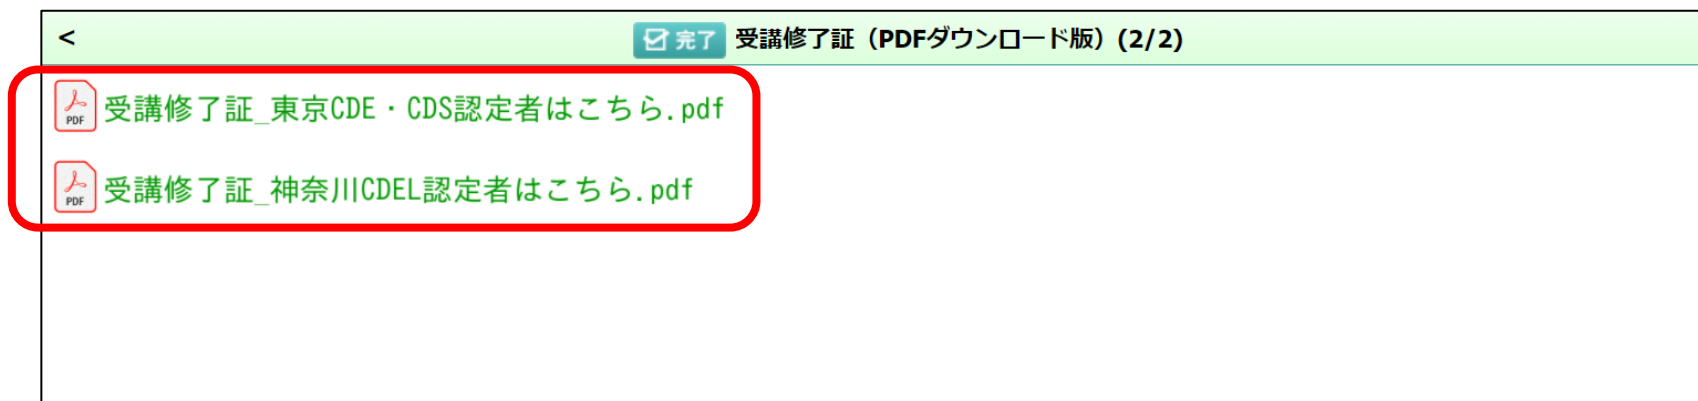 < 完了 受講修了証（PDFダウンロード版）(2/2)
PDF 受講修了証_東京CDE・CDS認定者はこちら.pdf
PDF 受講修了証_神奈川CDEL認定者はこちら.pdf